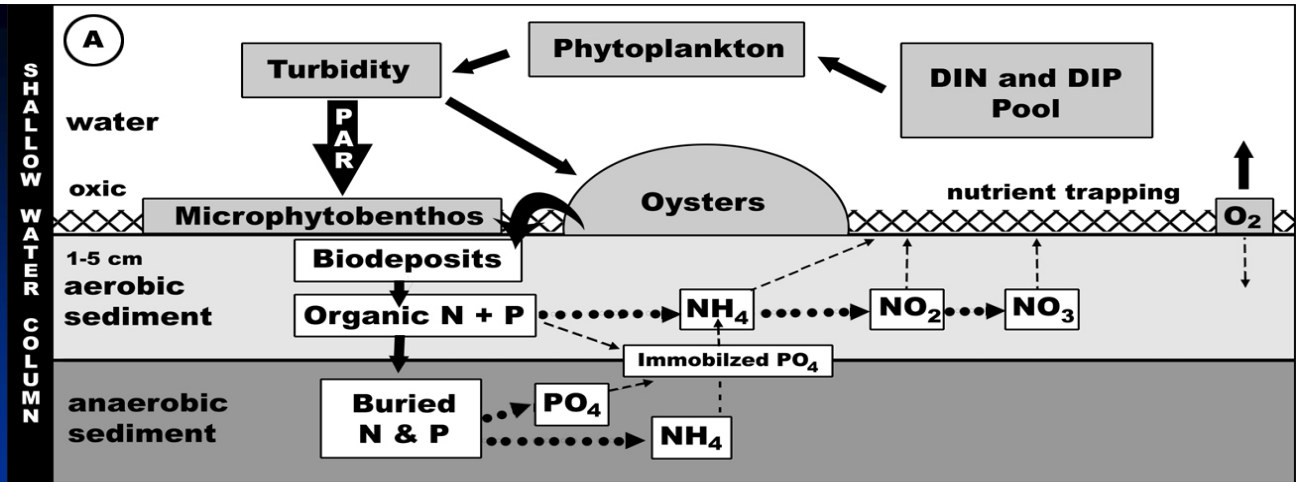 SHALLOW WATER COLUMN
A
Turbidity
Phytoplankton
DIN and DIP
Pool
water
PAR
oxic
Microphytobenthos
Oysters
nutrient trapping
O₂
1-5 cm
aerobic
sediment
Biodeposits
Organic N + P
NH₄
NO₂
NO₃
Immobilzed PO₄
anaerobic
sediment
Buried
N & P
PO₄
NH₄